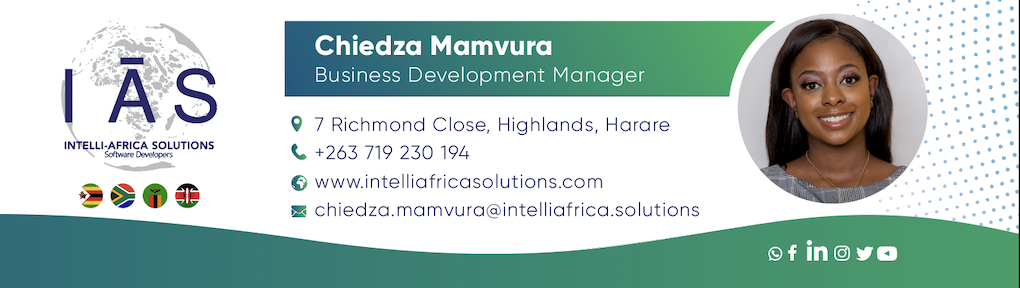 IĀS
INTELLI-AFRICA SOLUTIONS
Software Developers
Chiedza Mamvura
Business Development Manager
7 Richmond Close, Highlands, Harare
+263 719 230 194
www.intelliafricasolutions.com
chiedza.mamvura@intelliafrica.solutions